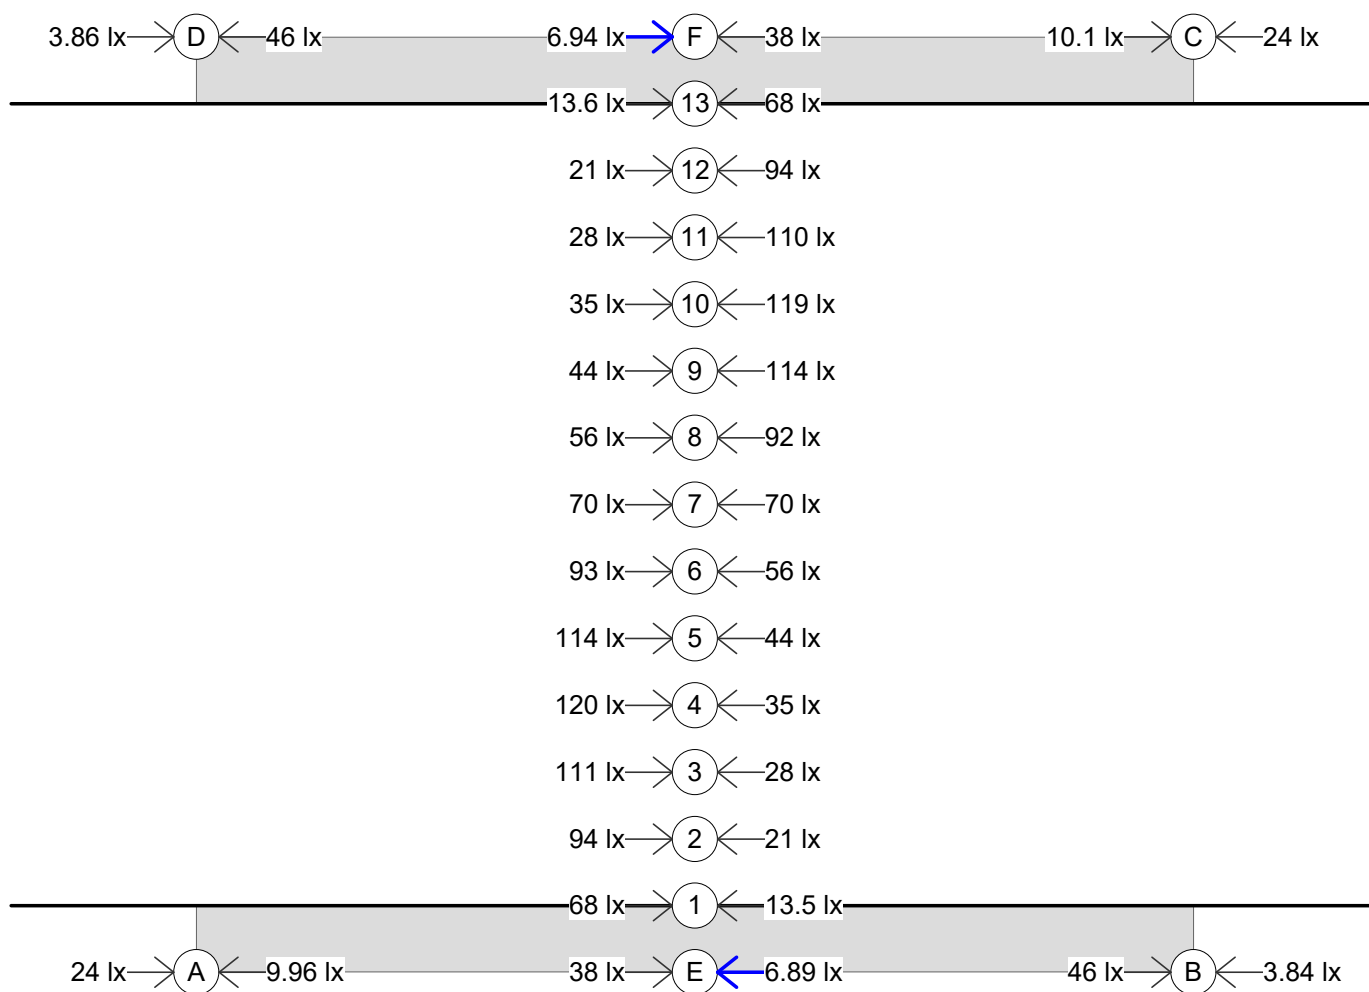 3.86 lx D 46 lx 6.94 lx F 38 lx 10.1 lx C 24 lx
13.6 lx 13 68 lx
21 lx 12 94 lx
28 lx 11 110 lx
35 lx 10 119 lx
44 lx 9 114 lx
56 lx 8 92 lx
70 lx 7 70 lx
93 lx 6 56 lx
114 lx 5 44 lx
120 lx 4 35 lx
111 lx 3 28 lx
94 lx 2 21 lx
68 lx 1 13.5 lx
24 lx A 9.96 lx 38 lx E 6.89 lx 46 lx B 3.84 lx